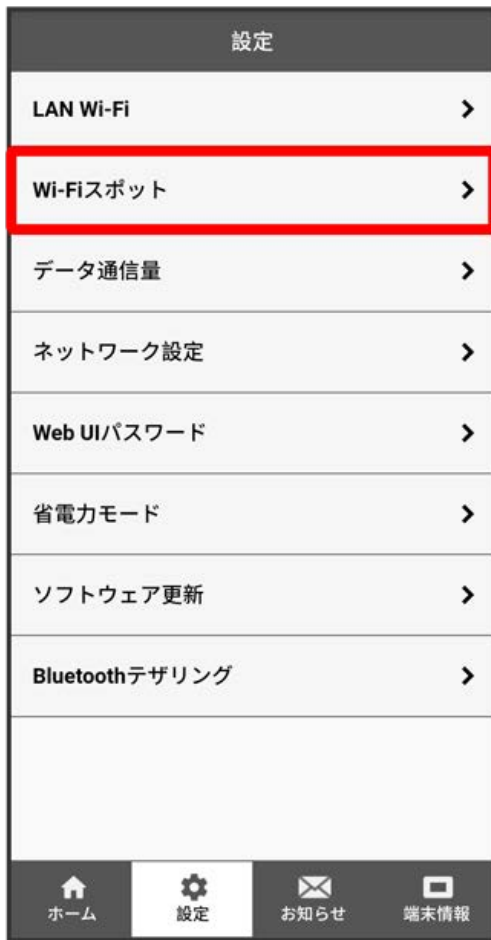 設定
LAN Wi-Fi
Wi-Fiスポット
データ通信量
ネットワーク設定
Web UIパスワード
省電力モード
ソフトウェア更新
Bluetoothテザリング
ホーム
設定
お知らせ
端末情報